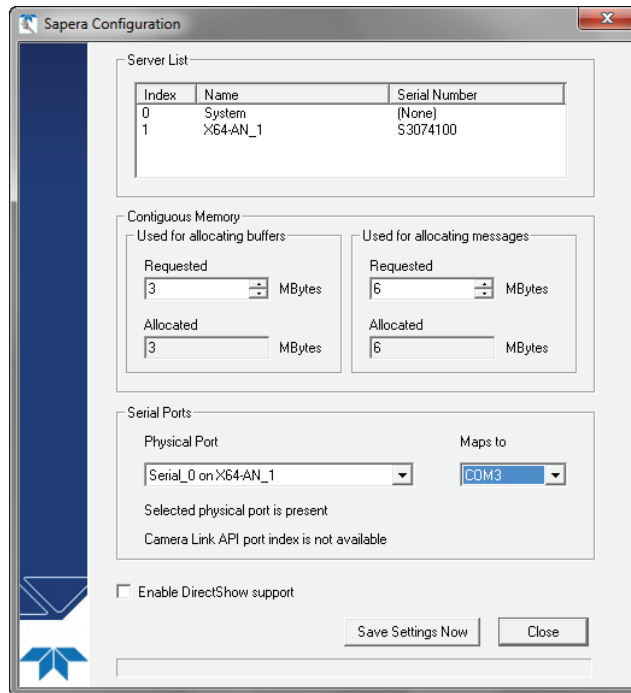 Sapera Configuration
Server List
Index Name Serial Number
0 System (None)
1 X64-AN_1 S3074100
Contiguous Memory
Used for allocating buffers Used for allocating messages
Requested Requested
3 MBytes 6 MBytes
Allocated Allocated
3 MBytes 6 MBytes
Serial Ports
Physical Port Maps to
Serial_0 on X64-AN_1 COM3
Selected physical port is present
Camera Link API port index is not available
Enable DirectShow support
Save Settings Now Close